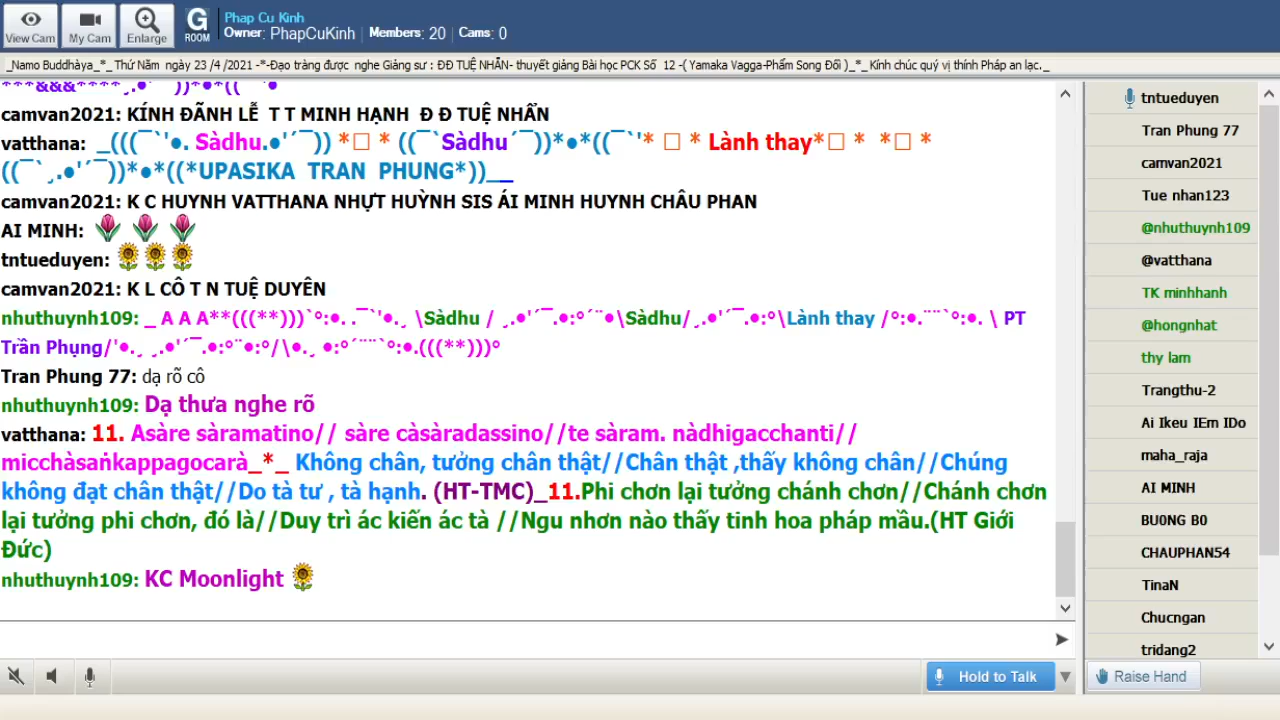 View Cam
My Cam
Enlarge
G ROOM
Phap Cu Kinh
Owner: PhapCuKinh
Members: 20
Cams: 0
_Namo Buddhàya_*_ Thứ Năm ngày 23 /4 /2021 -*-Đạo tràng được nghe Giảng sư : ĐĐ TUỆ NHẪN- thuyết giảng Bài học PCK Số 12 -( Yamaka Vagga-Phẩm Song Đối )_*_ Kính chúc quý vị thính Pháp an lạc._
camvan2021: KÍNH ĐÃNH LỄ T T MINH HẠNH Đ Đ TUỆ NHẨN
vatthana: _(((¯`'•. Sàdhu.•'´¯)) *□ * ((¯`Sàdhu´¯))*•*((¯`'* □ * Lành thay*□ * *□ *
((¯`¸.•'´¯))*•*((*UPASIKA TRAN PHUNG*))__
camvan2021: K C HUYNH VATTHANA NHỰT HUỲNH SIS ÁI MINH HUYNH CHÂU PHAN
AI MINH:
tntueduyen:
camvan2021: K L CÔ T N TUỆ DUYÊN
nhuthuynh109: _ A A A**(((**)))`°:•. .¯`'•.¸ \Sàdhu / ¸.•'´¯.•:°´¨•\Sàdhu/¸.•'´¯.•:°\Lành thay /°:•.¨¨`°:•. \ PT
Trần Phụng/'•.¸ ¸.•'´¯.•:°¨•:°/\•.¸ •:°´¨¨`°:•.(((**)))°
Tran Phung 77: dạ rõ cô
nhuthuynh109: Dạ thưa nghe rõ
vatthana: 11. Asàre sàramatino// sàre càsàradassino//te sàram. nàdhigacchanti//
micchàsaṅkappagocarà_*_ Không chân, tưởng chân thật//Chân thật ,thấy không chân//Chúng
không đạt chân thật//Do tà tư , tà hạnh. (HT-TMC)_11.Phi chơn lại tưởng chánh chơn//Chánh chơn
lại tưởng phi chơn, đó là//Duy trì ác kiến ác tà //Ngu nhơn nào thấy tinh hoa pháp mầu.(HT Giới
Đức)
nhuthuynh109: KC Moonlight
Hold to Talk
tntueduyen
Tran Phung 77
camvan2021
Tue nhan123
@nhuthuynh109
@vatthana
TK minhhanh
@hongnhat
thy lam
Trangthu-2
Ai Ikeu IEm IDo
maha_raja
AI MINH
BU0NG B0
CHAUPHAN54
TinaN
Chucngan
tridang2
Raise Hand